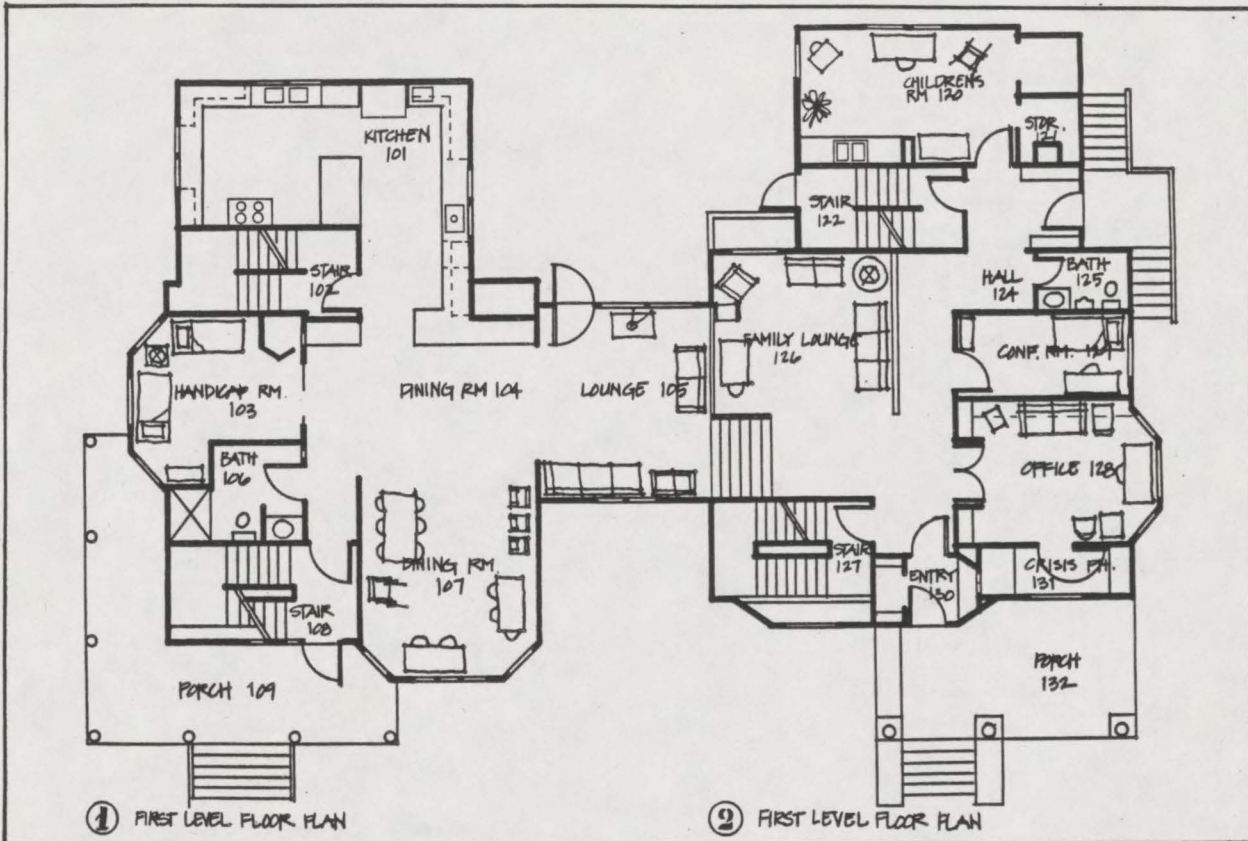 KITCHEN
101
STAIR
102
HANDICAP RM.
103
DINING RM 104
LOUNGE 105
BATH
106
DINING RM.
107
STAIR
108
PORCH 109
① FIRST LEVEL FLOOR PLAN
CHILDRENS
RM 120
STOR.
121
STAIR
122
HALL
124
BATH
125
FAMILY LOUNGE
126
CONF. RM.
OFFICE 128
STAIR
127
ENTRY
130
CRISIS PH.
131
PORCH
132
② FIRST LEVEL FLOOR PLAN